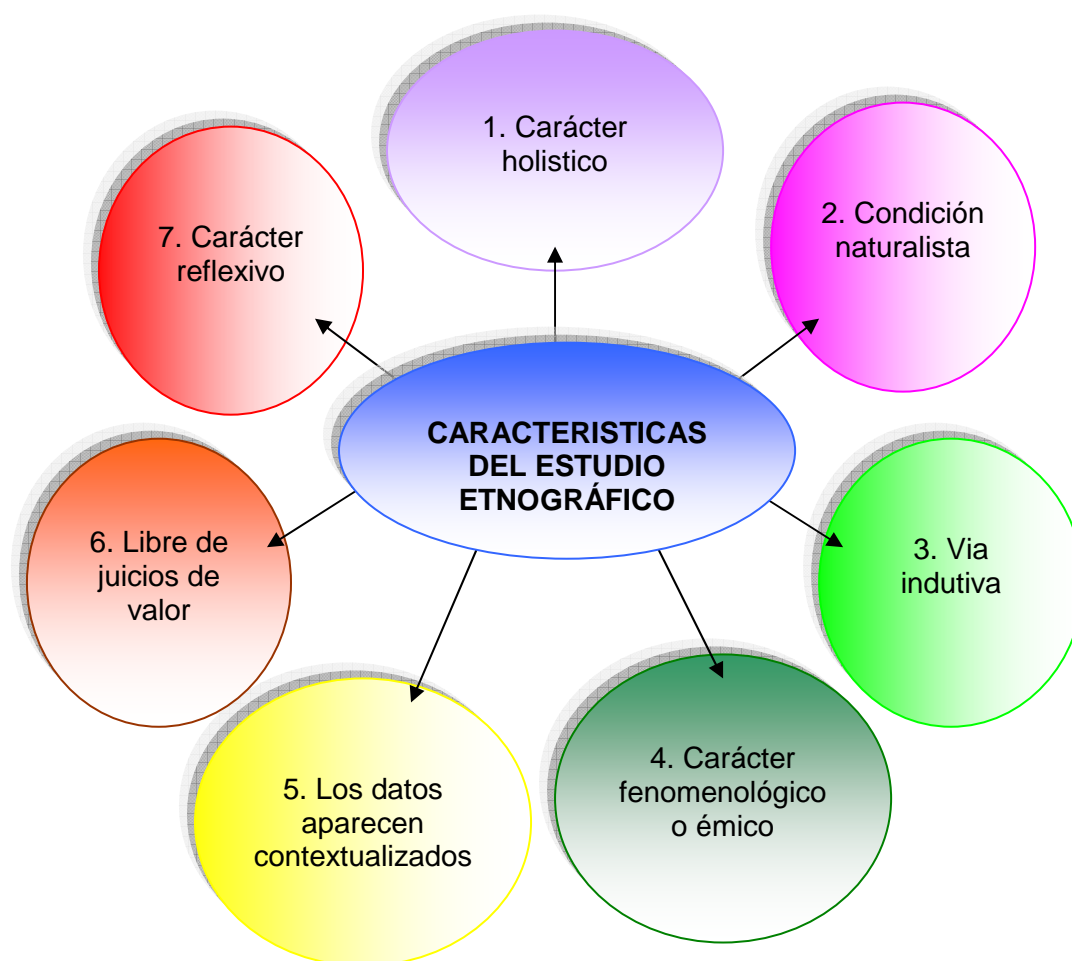 1. Carácter
holistico
2. Condición
naturalista
3. Via
indutiva
4. Carácter
fenomenológico
o émico
5. Los datos
aparecen
contextualizados
6. Libre de
juicios de
valor
7. Carácter
reflexivo
CARACTERISTICAS
DEL ESTUDIO
ETNOGRÁFICO